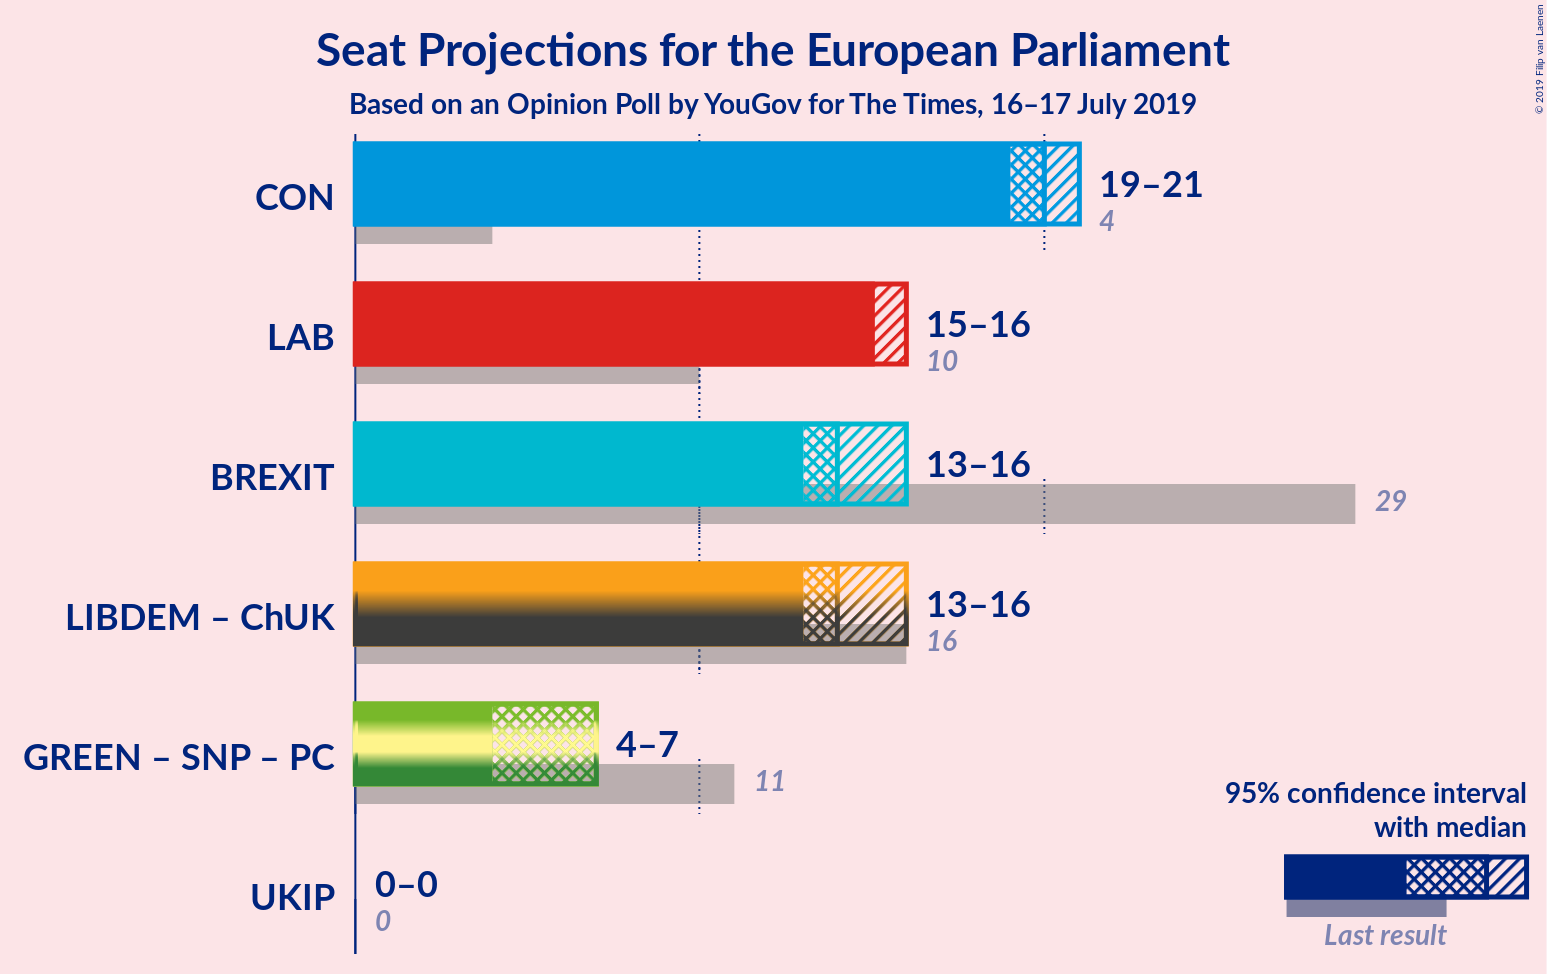 Seat Projections for the European Parliament
Based on an Opinion Poll by YouGov for The Times, 16–17 July 2019
© 2019 Filip van Laenen
CON
19–21
4
LAB
15–16
10
BREXIT
13–16
29
LIBDEM – ChUK
13–16
16
GREEN – SNP – PC
4–7
11
UKIP
0–0
0
95% confidence interval
with median
Last result